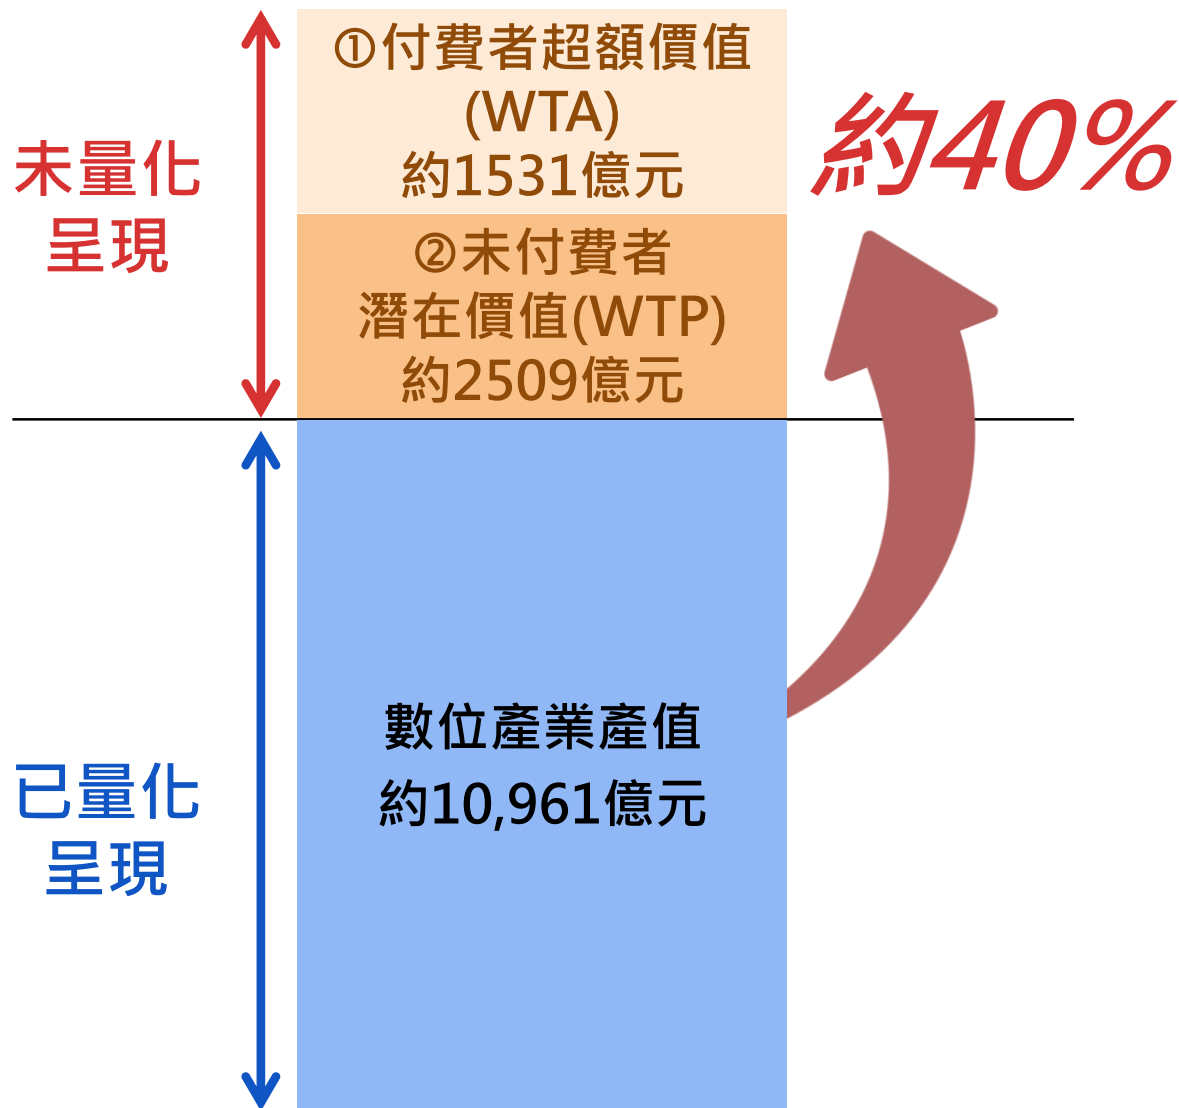 ①付費者超額價值
(WTA)
約1531億元
未量化
呈現
約40%
②未付費者
潛在價值(WTP)
約2509億元
數位產業產值
約10,961億元
已量化
呈現